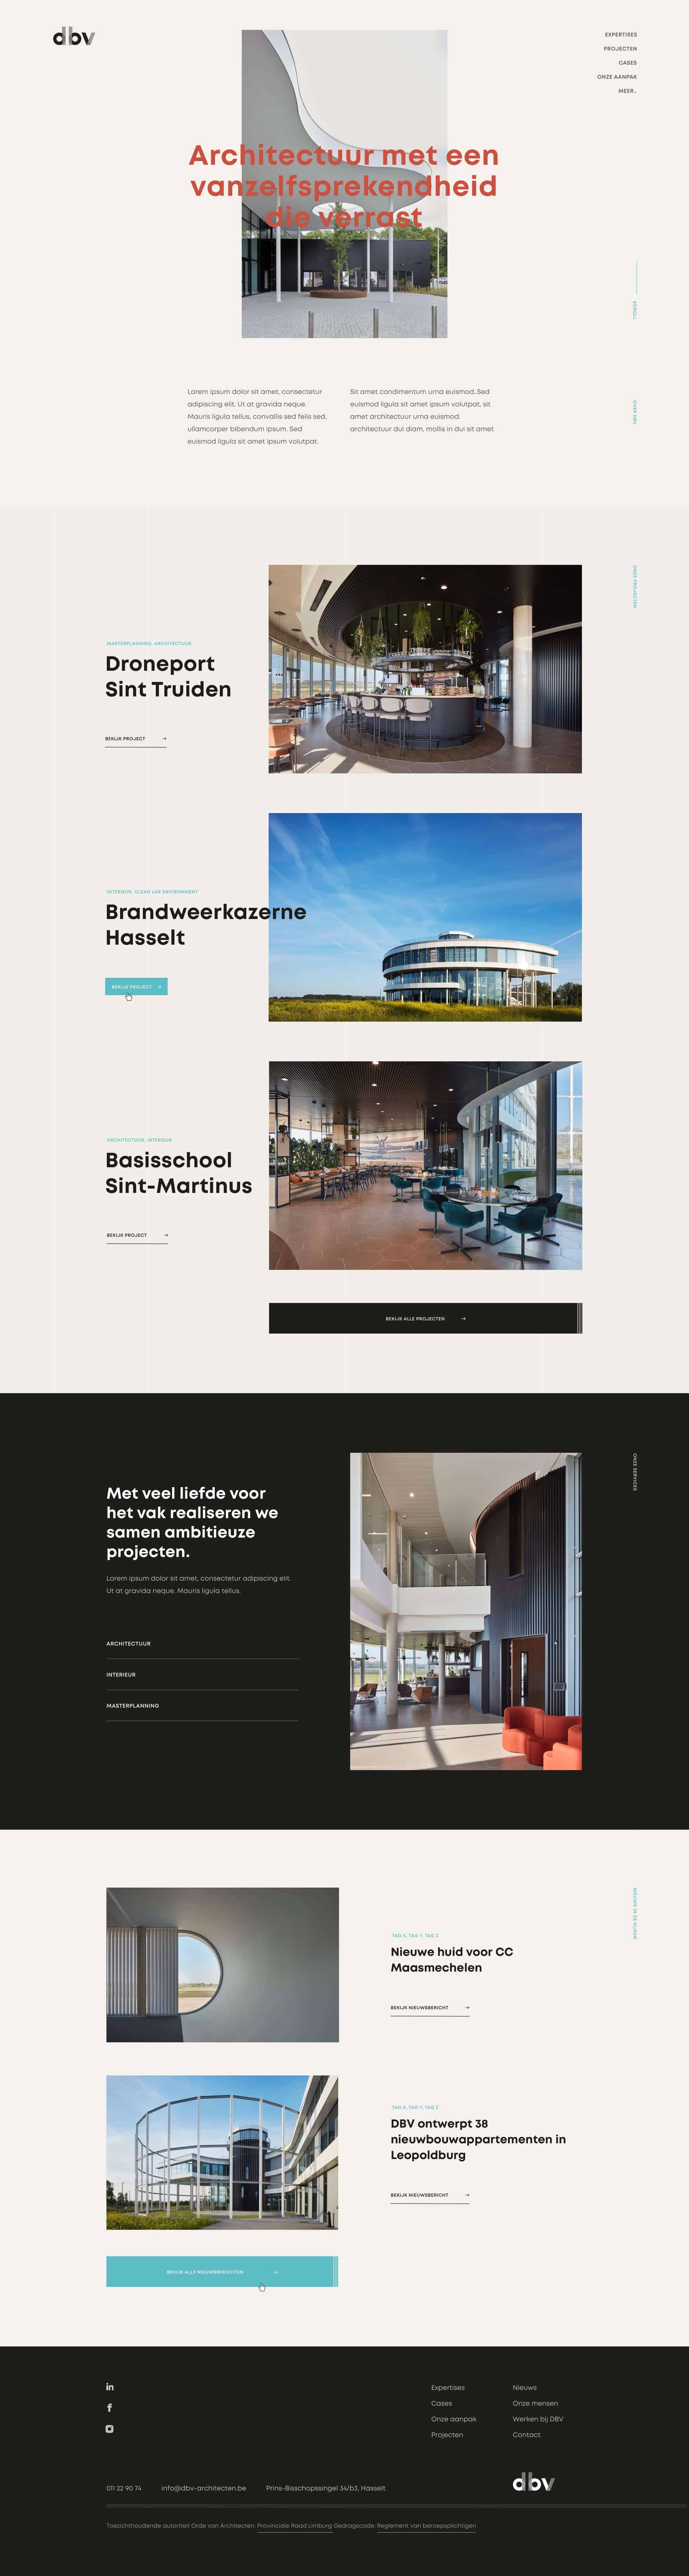 dbv
EXPERTISES
PROJECTEN
CASES
ONZE AANPAK
MEER..
Architectuur met een
vanzelfsprekendheid
die verrast
SCROLL
Lorem ipsum dolor sit amet, consectetur
adipiscing elit. Ut at gravida neque.
Mauris ligula tellus, convallis sed felis sed,
ullamcorper bibendum ipsum. Sed
euismod ligula sit amet ipsum volutpat.
Sit amet condimentum urna euismod..Sed
euismod ligula sit amet ipsum volutpat, sit
amet architectuur urna euismod.
architectuur dui diam, mollis in dui sit amet
OVER DBV
ONZE PROJECTEN
MASTERPLANNING, ARCHITECTUUR
Droneport
Sint Truiden
BEKIJK PROJECT
INTERIEUR, CLEAN LAB ENVIRONMENT
Brandweerkazerne
Hasselt
BEKIJK PROJECT
ARCHITECTUUR, INTERIEUR
Basisschool
Sint-Martinus
BEKIJK PROJECT
BEKIJK ALLE PROJECTEN
ONZE SERVICES
Met veel liefde voor
het vak realiseren we
samen ambitieuze
projecten.
Lorem ipsum dolor sit amet, consectetur adipiscing elit.
Ut at gravida neque. Mauris ligula tellus.
ARCHITECTUUR
INTERIEUR
MASTERPLANNING
NIEUWS IN DE KIJKER
TAG X, TAG Y, TAG Z
Nieuwe huid voor CC
Maasmechelen
BEKIJK NIEUWSBERICHT
TAG X, TAG Y, TAG Z
DBV ontwerpt 38
nieuwbouwappartementen in
Leopoldburg
BEKIJK NIEUWSBERICHT
BEKIJK ALLE NIEUWSBERICHTEN
in
f
Expertises
Cases
Onze aanpak
Projecten
Nieuws
Onze mensen
Werken bij DBV
Contact
011 22 90 74
info@dbv-architecten.be
Prins-Bisschopssingel 34/b3, Hasselt
dbv
Toezichthoudende autoriteit Orde van Architecten: Provinciale Raad Limburg Gedragscode: Reglement van beroepsplichtigen